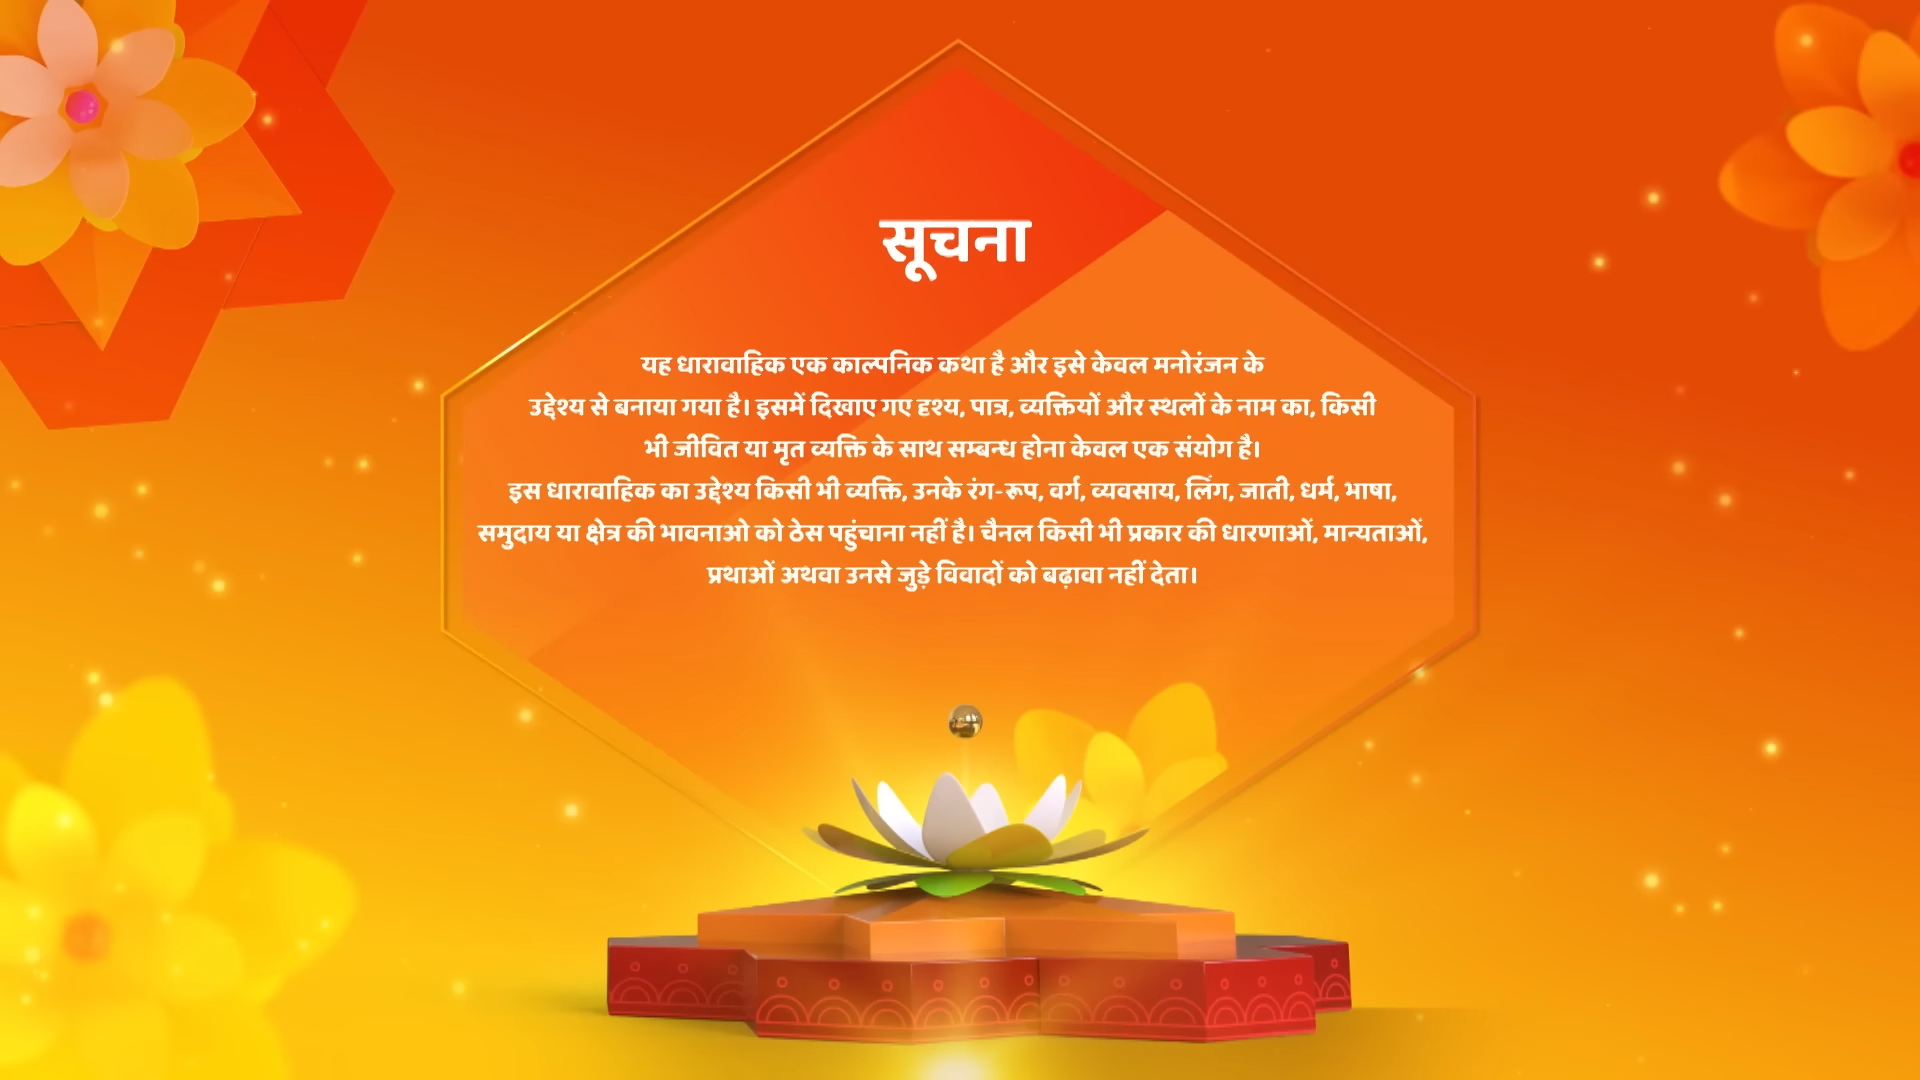 सूचना
यह धारावाहिक एक काल्पनिक कथा है और इसे केवल मनोरंजन के
उद्देश्य से बनाया गया है। इसमें दिखाए गए दृश्य, पात्र, व्यक्तियों और स्थलों के नाम का, किसी
भी जीवित या मृत व्यक्ति के साथ सम्बन्ध होना केवल एक संयोग है।
इस धारावाहिक का उद्देश्य किसी भी व्यक्ति, उनके रंग-रूप, वर्ग, व्यवसाय, लिंग, जाती, धर्म, भाषा,
समुदाय या क्षेत्र की भावनाओ को ठेस पहुंचाना नहीं है। चैनल किसी भी प्रकार की धारणाओं, मान्यताओं,
प्रथाओं अथवा उनसे जुड़े विवादों को बढ़ावा नहीं देता।